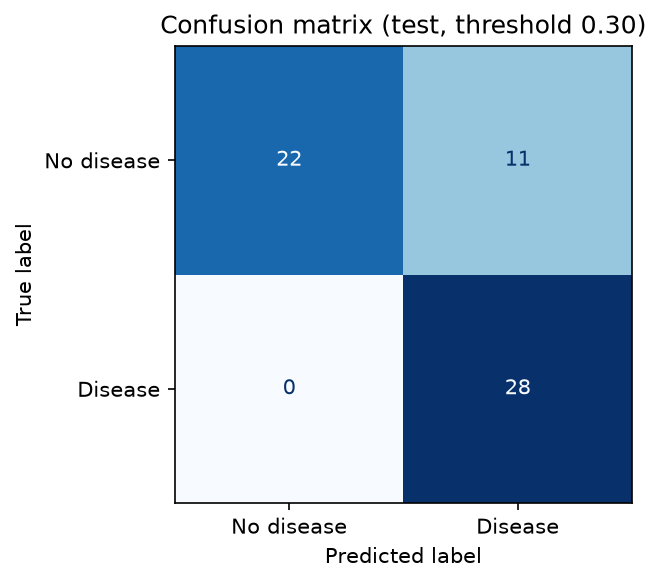 Confusion matrix (test, threshold 0.30)
True label
No disease
22
11
Disease
0
28
No disease
Disease
Predicted label